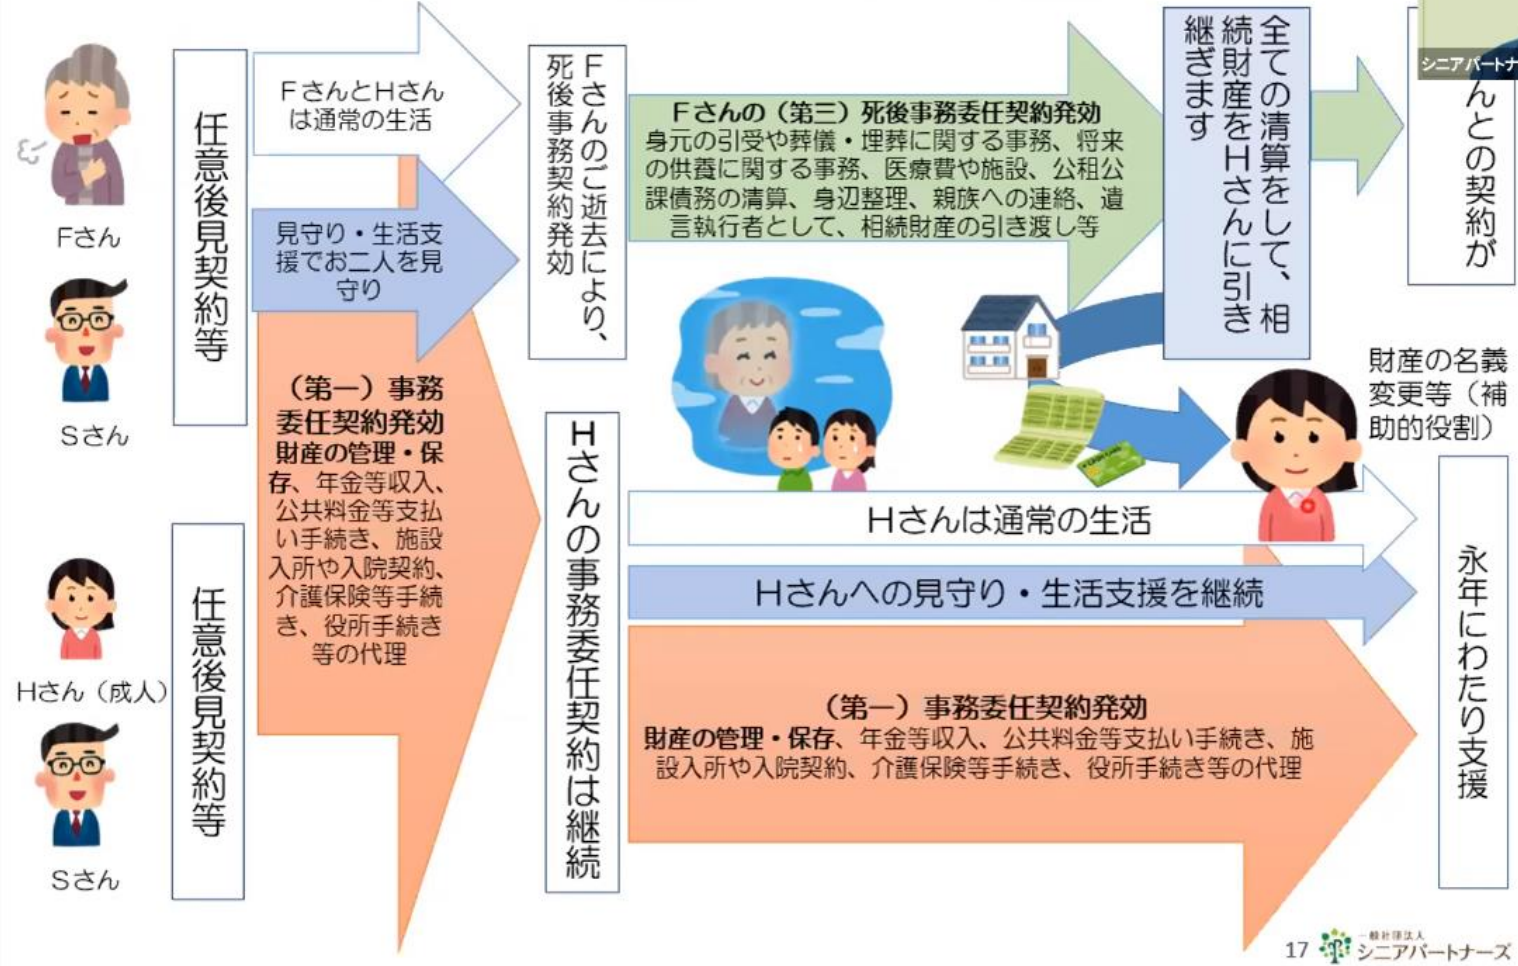 Fさん
Sさん
任意後見契約等
FさんとHさん
は通常の生活
見守り・生活支
援でお二人を見
守り
(第一)事務
委任契約発効
財産の管理・保
存、年金等収入、
公共料金等支払
い手続き、施設
入所や入院契約、
介護保険等手続
き、役所手続き
等の代理
Hさん(成人)
Sさん
任意後見契約等
Fさんのご逝去により、
死後事務契約発効
Fさんの(第三)死後事務委任契約発効
身元の引受や葬儀・埋葬に関する事務、将来
の供養に関する事務、医療費や施設、公租公
課債務の清算、身辺整理、親族への連絡、遺
言執行者として、相続財産の引き渡し等
全ての清算をして、相
続財産をHさんに引き
継ぎます
シニアパートナ
んとの契約が
財産の名義
変更等(補
助的役割)
Hさんの事務委任契約は継続
Hさんは通常の生活
Hさんへの見守り・生活支援を継続
(第一)事務委任契約発効
財産の管理・保存、年金等収入、公共料金等支払い手続き、施
設入所や入院契約、介護保険等手続き、役所手続き等の代理
永年にわたり支援
17
一般社団法人
シニアパートナーズ